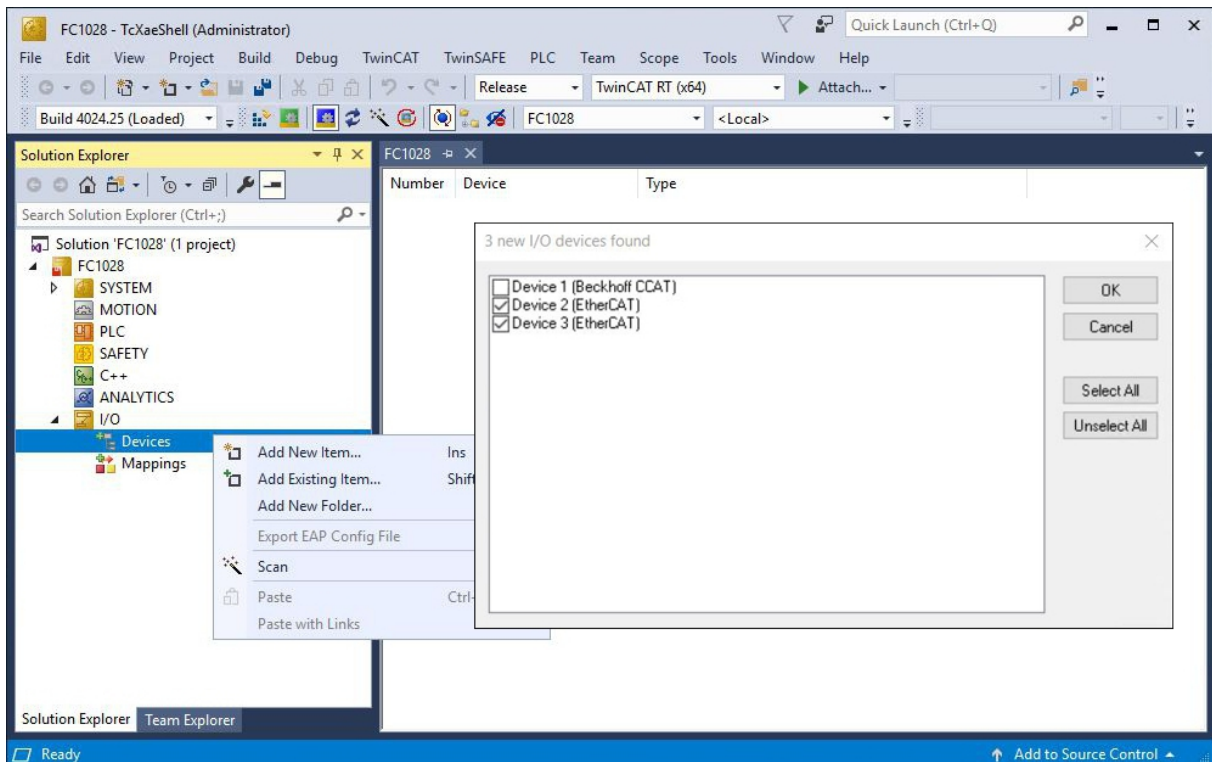 FC1028 - TcXaeShell (Administrator)
Quick Launch (Ctrl+Q)
File Edit View Project Build Debug TwinCAT TwinSAFE PLC Team Scope Tools Window Help
Release TwinCAT RT (x64) Attach...
Build 4024.25 (Loaded) FC1028 <Local>
Solution Explorer
FC1028
Search Solution Explorer (Ctrl+;)
Number Device Type
Solution 'FC1028' (1 project)
FC1028
SYSTEM
MOTION
PLC
SAFETY
C++
ANALYTICS
I/O
Devices
Mappings
Add New Item... Ins
Add Existing Item...
Add New Folder...
Export EAP Config File
Scan
Paste
Paste with Links
3 new I/O devices found
Device 1 (Beckhoff CCAT)
Device 2 (EtherCAT)
Device 3 (EtherCAT)
OK
Cancel
Select All
Unselect All
Solution Explorer Team Explorer
Ready
Add to Source Control